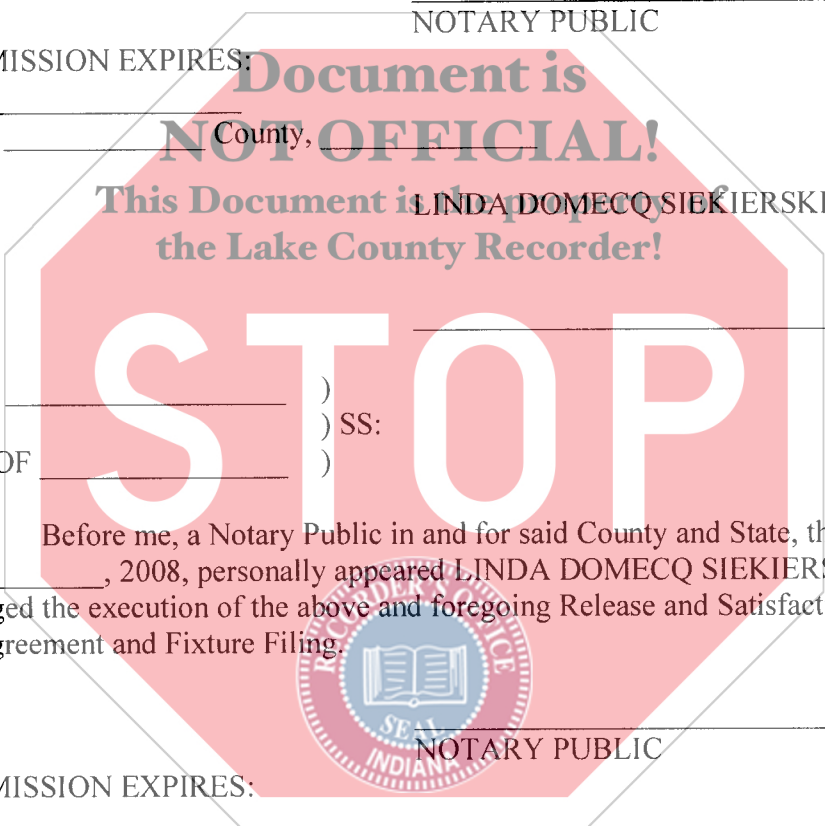 NOTARY PUBLIC
MISSION EXPIRES:
Document is
County,
NOT OFFICIAL!
This Document is the property of
LINDA DOMECQ SIEKIERSKI
the Lake County Recorder!
STOP
)
) SS:
OF )
Before me, a Notary Public in and for said County and State, th
, 2008, personally appeared LINDA DOMECQ SIEKIERS
ged the execution of the above and foregoing Release and Satisfact
greement and Fixture Filing.
RECORDER'S OFFICE
SEAL
INDIANA
NOTARY PUBLIC
MISSION EXPIRES: